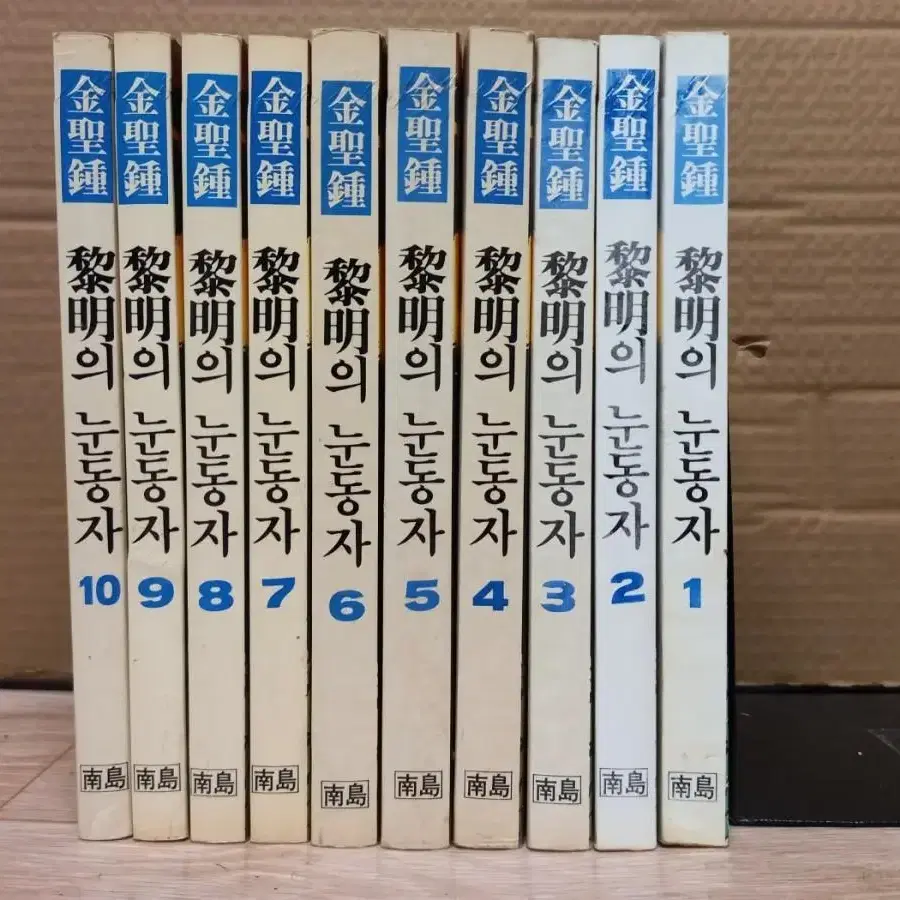 金聖鍾
黎明의 눈동자
10
南島
金聖鍾
黎明의 눈동자
9
南島
金聖鍾
黎明의 눈동자
8
南島
金聖鍾
黎明의 눈동자
7
南島
金聖鍾
黎明의 눈동자
6
南島
金聖鍾
黎明의 눈동자
5
南島
金聖鍾
黎明의 눈동자
4
南島
金聖鍾
黎明의 눈동자
3
南島
金聖鍾
黎明의 눈동자
2
南島
金聖鍾
黎明의 눈동자
1
南島